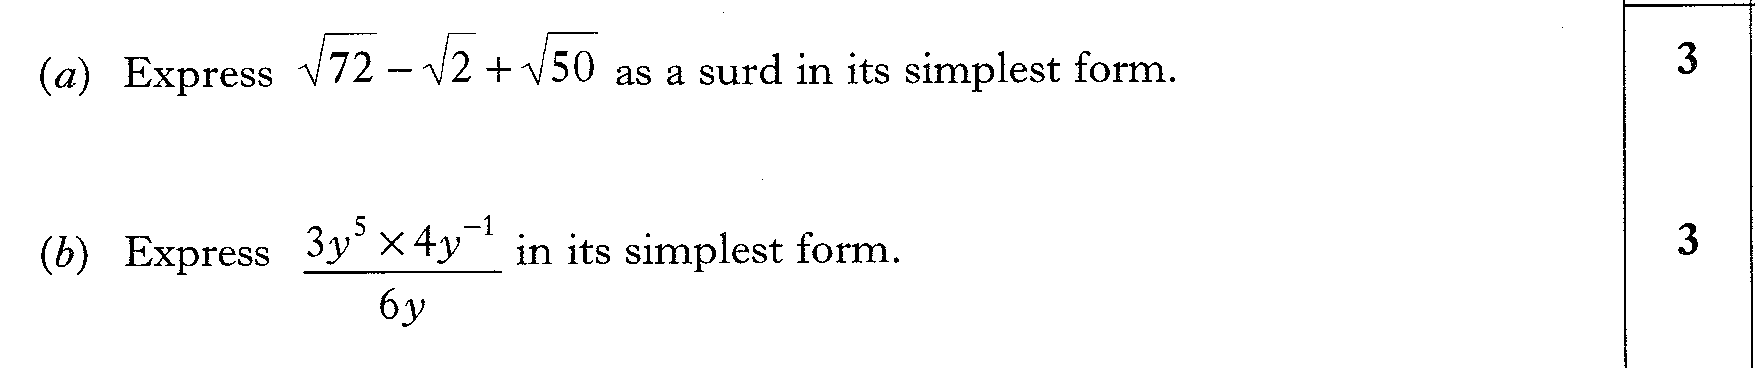 (a) Express √72 − √2 + √50 as a surd in its simplest form. 3
(b) Express (3y⁵ × 4y⁻¹)/(6y) in its simplest form. 3